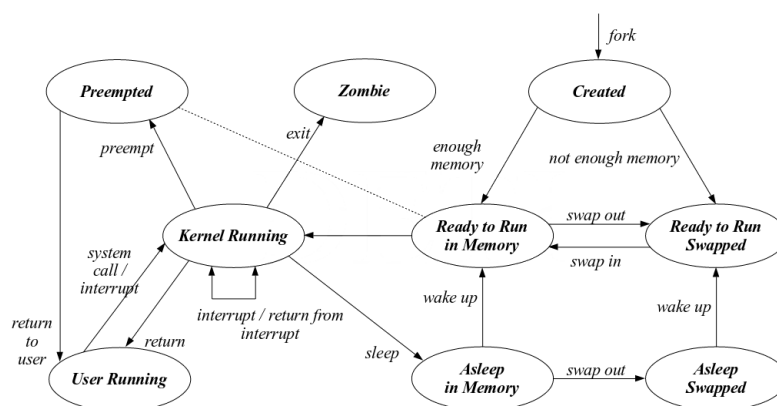 fork
Preempted
Zombie
Created
preempt
exit
enough
memory
not enough memory
Kernel Running
Ready to Run
in Memory
swap out
Ready to Run
Swapped
swap in
system
call /
interrupt
interrupt / return from
interrupt
wake up
wake up
return
to
user
return
sleep
User Running
Asleep
in Memory
swap out
Asleep
Swapped